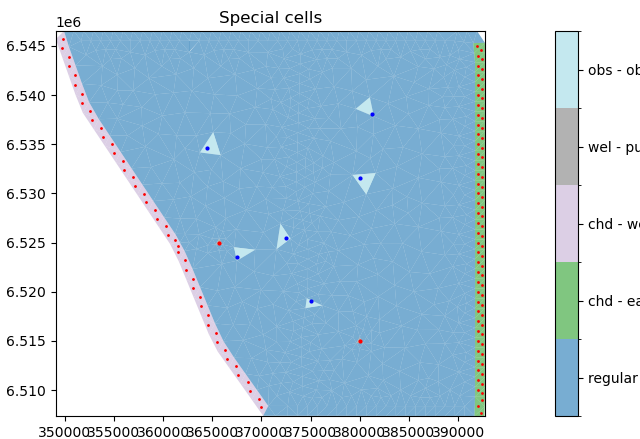 Special cells
1e6
6.545
6.540
6.535
6.530
6.525
6.520
6.515
6.510
350000 355000 360000 365000 370000 375000 380000 385000 390000
obs - ob
wel - pu
chd - we
chd - ea
regular